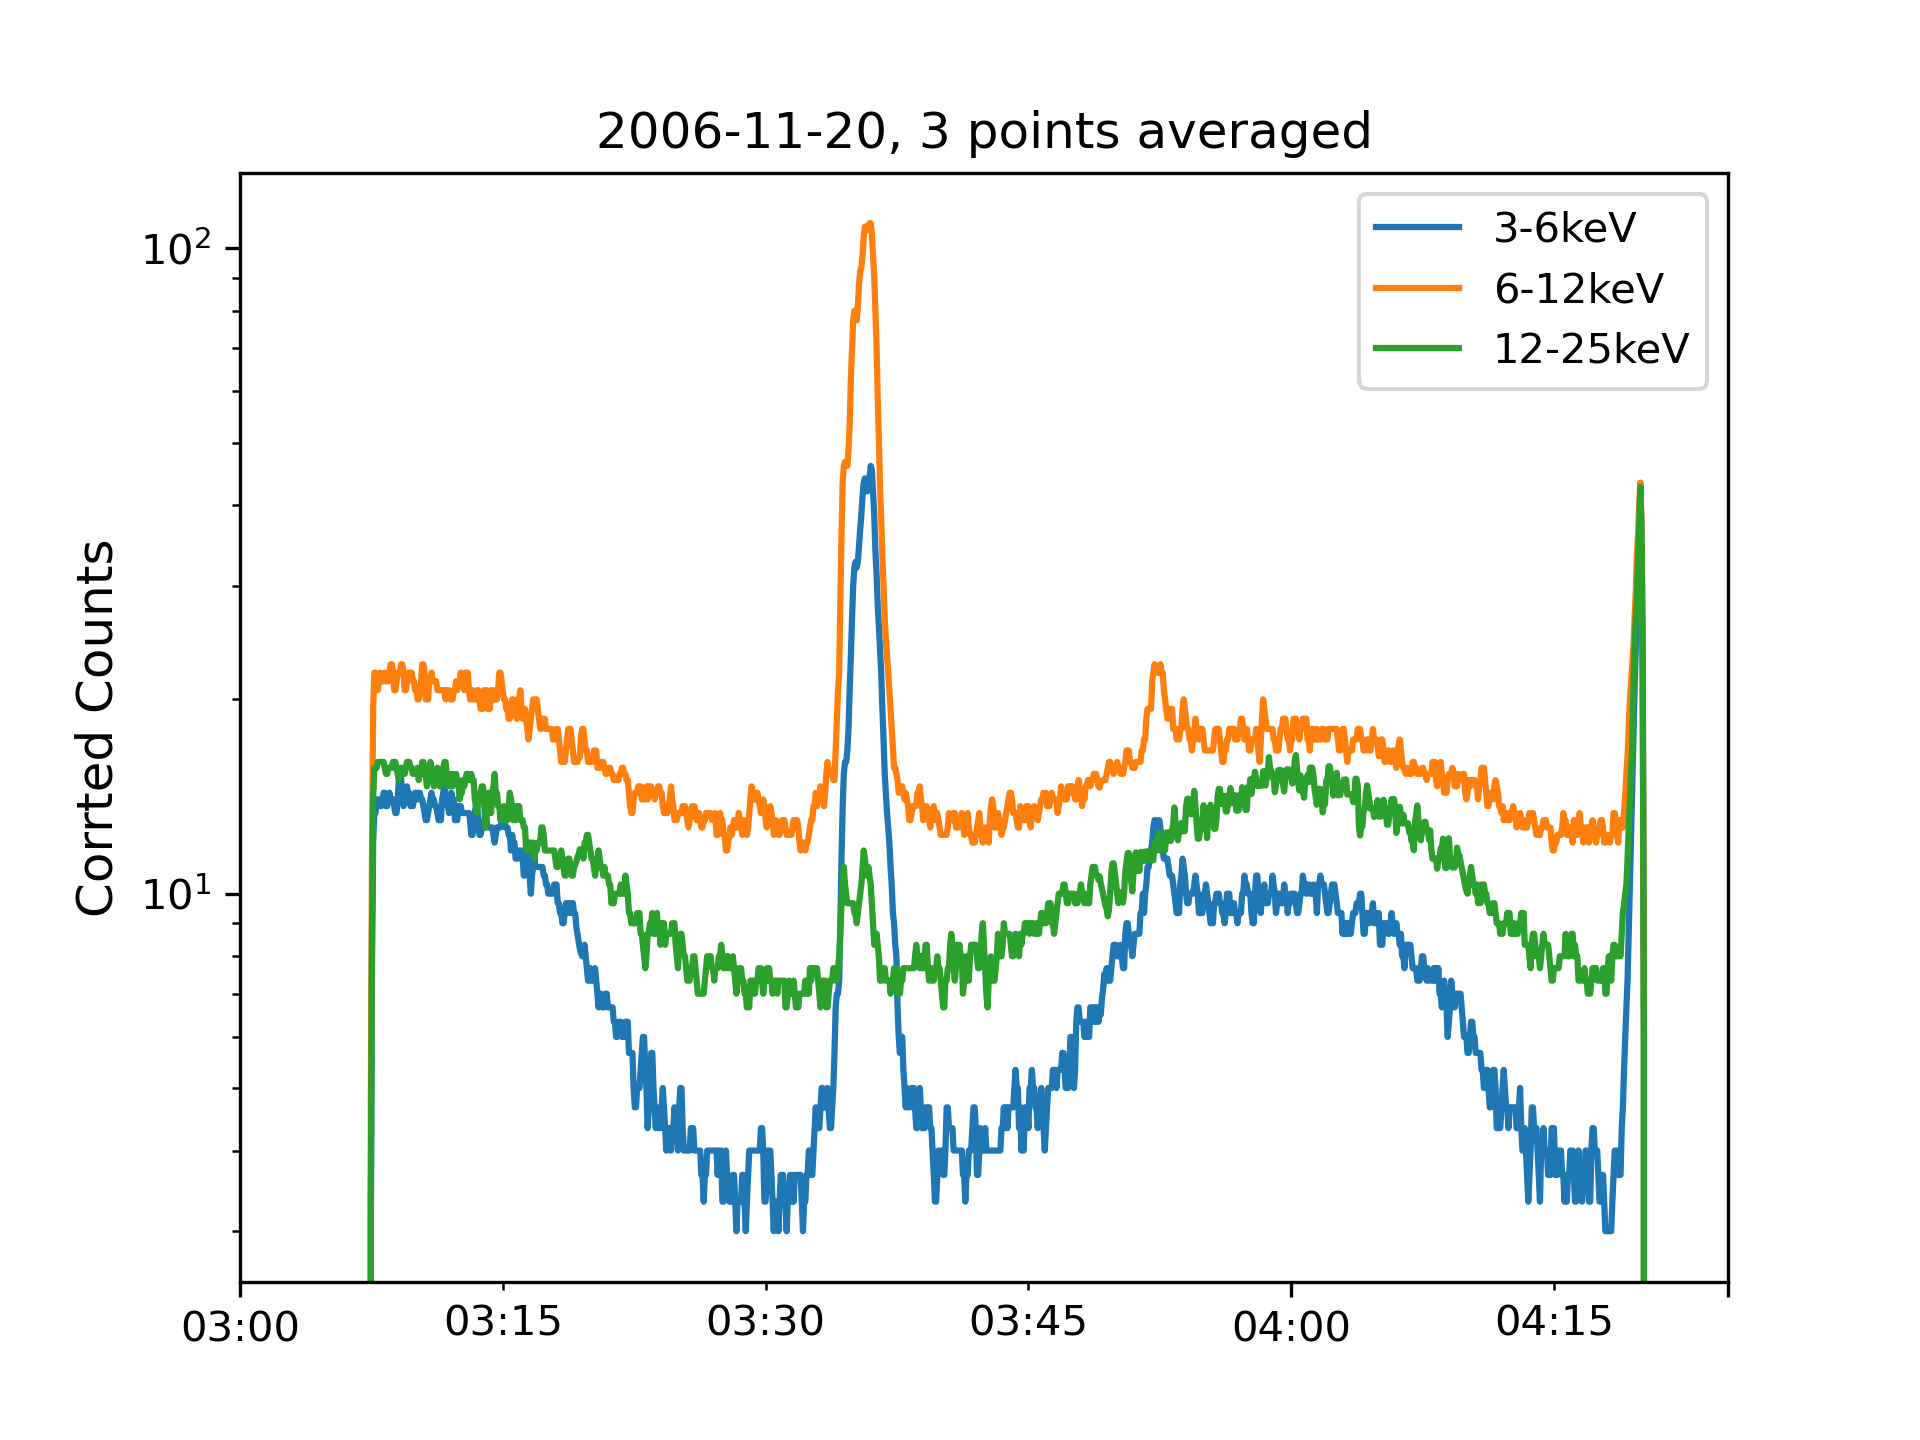 2006-11-20, 3 points averaged
3-6keV
6-12keV
12-25keV
10²
10¹
Corrted Counts
03:00 03:15 03:30 03:45 04:00 04:15